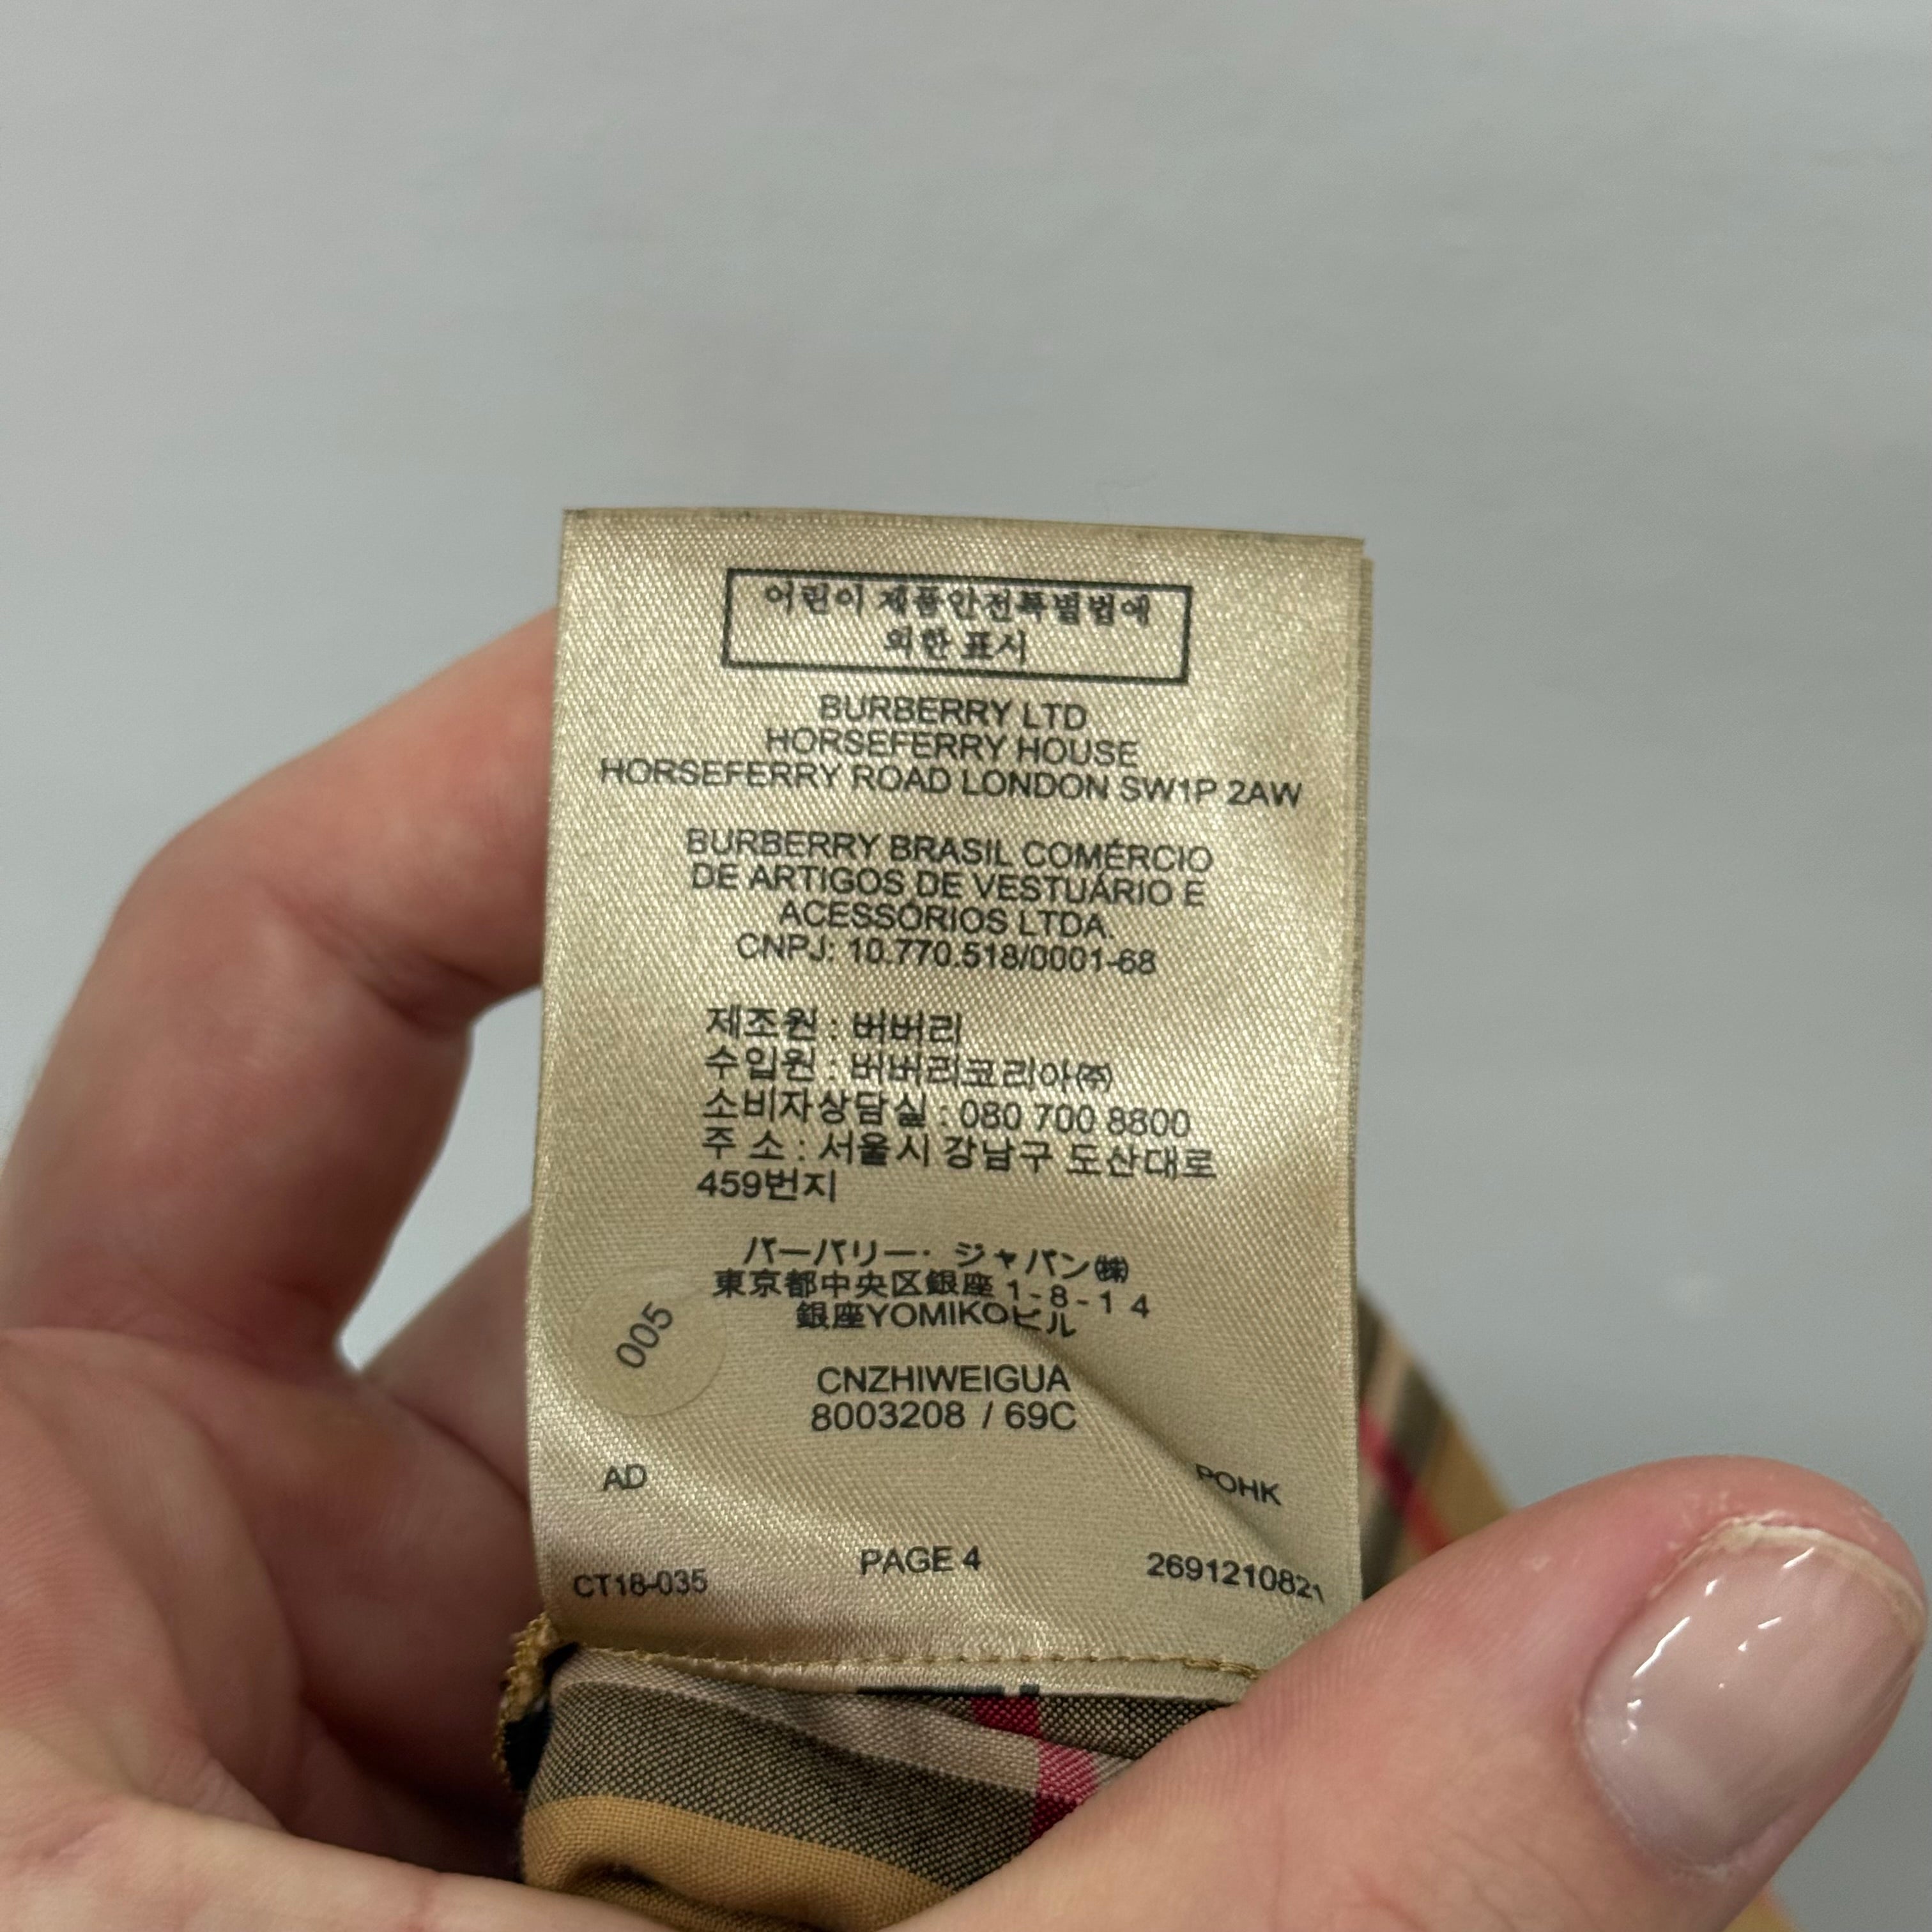 어린이 제품안전특별법에
의한 표시
BURBERRY LTD
HORSEFERRY HOUSE
HORSEFERRY ROAD LONDON SW1P 2AW
BURBERRY BRASIL COMÉRCIO
DE ARTIGOS DE VESTUÁRIO E
ACESSÓRIOS LTDA.
CNPJ: 10.770.518/0001-68
제조원 : 버버리
수입원 : 버버리코리아㈜
소비자상담실 : 080 700 8800
주 소 : 서울시 강남구 도산대로
459번지
バーバリー・ジャパン㈱
東京都中央区銀座 1-8-14
銀座YOMIKOビル
005
CNZHIWEIGUA
8003208 / 69C
AD POHK
CT18-035 PAGE 4 2691210821